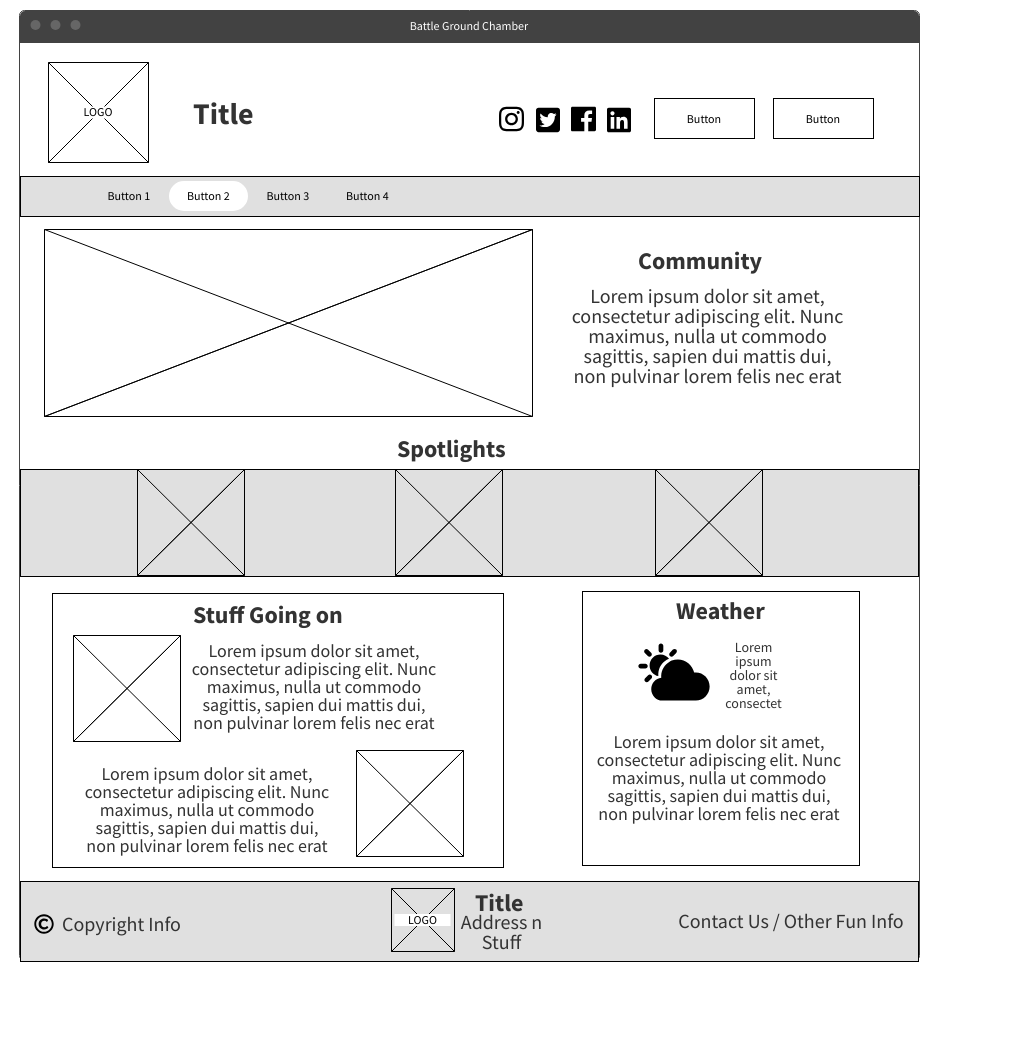 Battle Ground Chamber
LOGO
Title
Button
Button
Button 1
Button 2
Button 3
Button 4
Community
Lorem ipsum dolor sit amet,
consectetur adipiscing elit. Nunc
maximus, nulla ut commodo
sagittis, sapien dui mattis dui,
non pulvinar lorem felis nec erat
Spotlights
Stuff Going on
Lorem ipsum dolor sit amet,
consectetur adipiscing elit. Nunc
maximus, nulla ut commodo
sagittis, sapien dui mattis dui,
non pulvinar lorem felis nec erat
Lorem ipsum dolor sit amet,
consectetur adipiscing elit. Nunc
maximus, nulla ut commodo
sagittis, sapien dui mattis dui,
non pulvinar lorem felis nec erat
Weather
Lorem
ipsum
dolor sit
amet,
consectet
Lorem ipsum dolor sit amet,
consectetur adipiscing elit. Nunc
maximus, nulla ut commodo
sagittis, sapien dui mattis dui,
non pulvinar lorem felis nec erat
© Copyright Info
LOGO
Title
Address n
Stuff
Contact Us / Other Fun Info